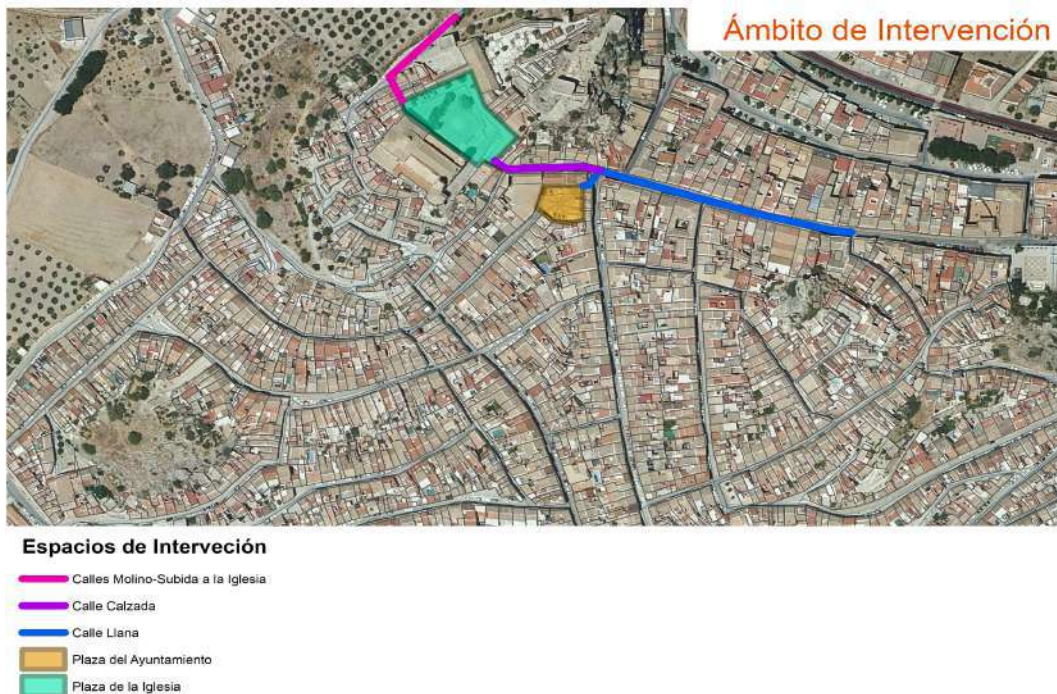 Ámbito de Intervención
Espacios de Interveción
Calles Molino-Subida a la Iglesia
Calle Calzada
Calle Llana
Plaza del Ayuntamiento
Plaza de la Iglesia